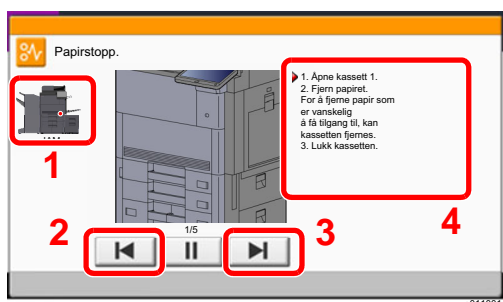 Papirstopp.
1. Åpne kassett 1.
2. Fjern papiret.
For å fjerne papir som
er vanskelig
å få tilgang til, kan
kassetten fjernes.
3. Lukk kassetten.
1
1/5
2
3
4